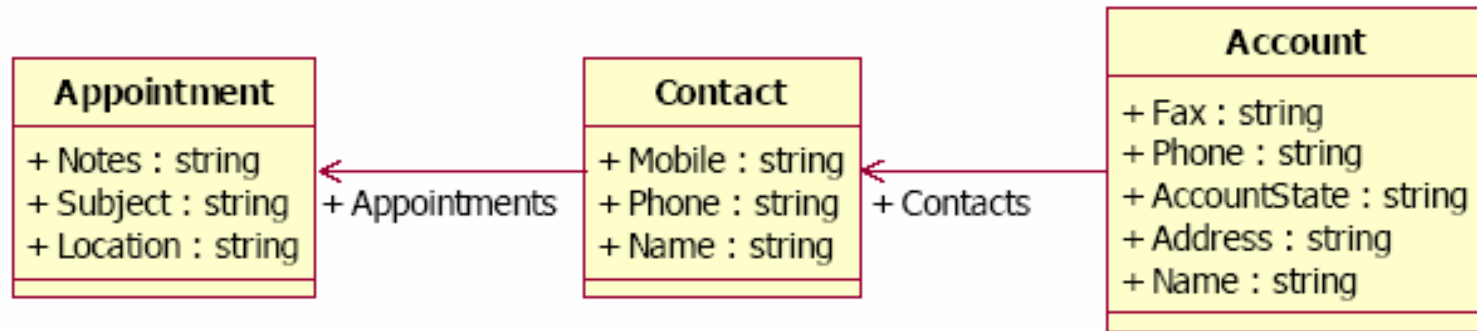 Appointment
+ Notes : string
+ Subject : string
+ Location : string
+ Appointments
Contact
+ Mobile : string
+ Phone : string
+ Name : string
+ Contacts
Account
+ Fax : string
+ Phone : string
+ AccountState : string
+ Address : string
+ Name : string